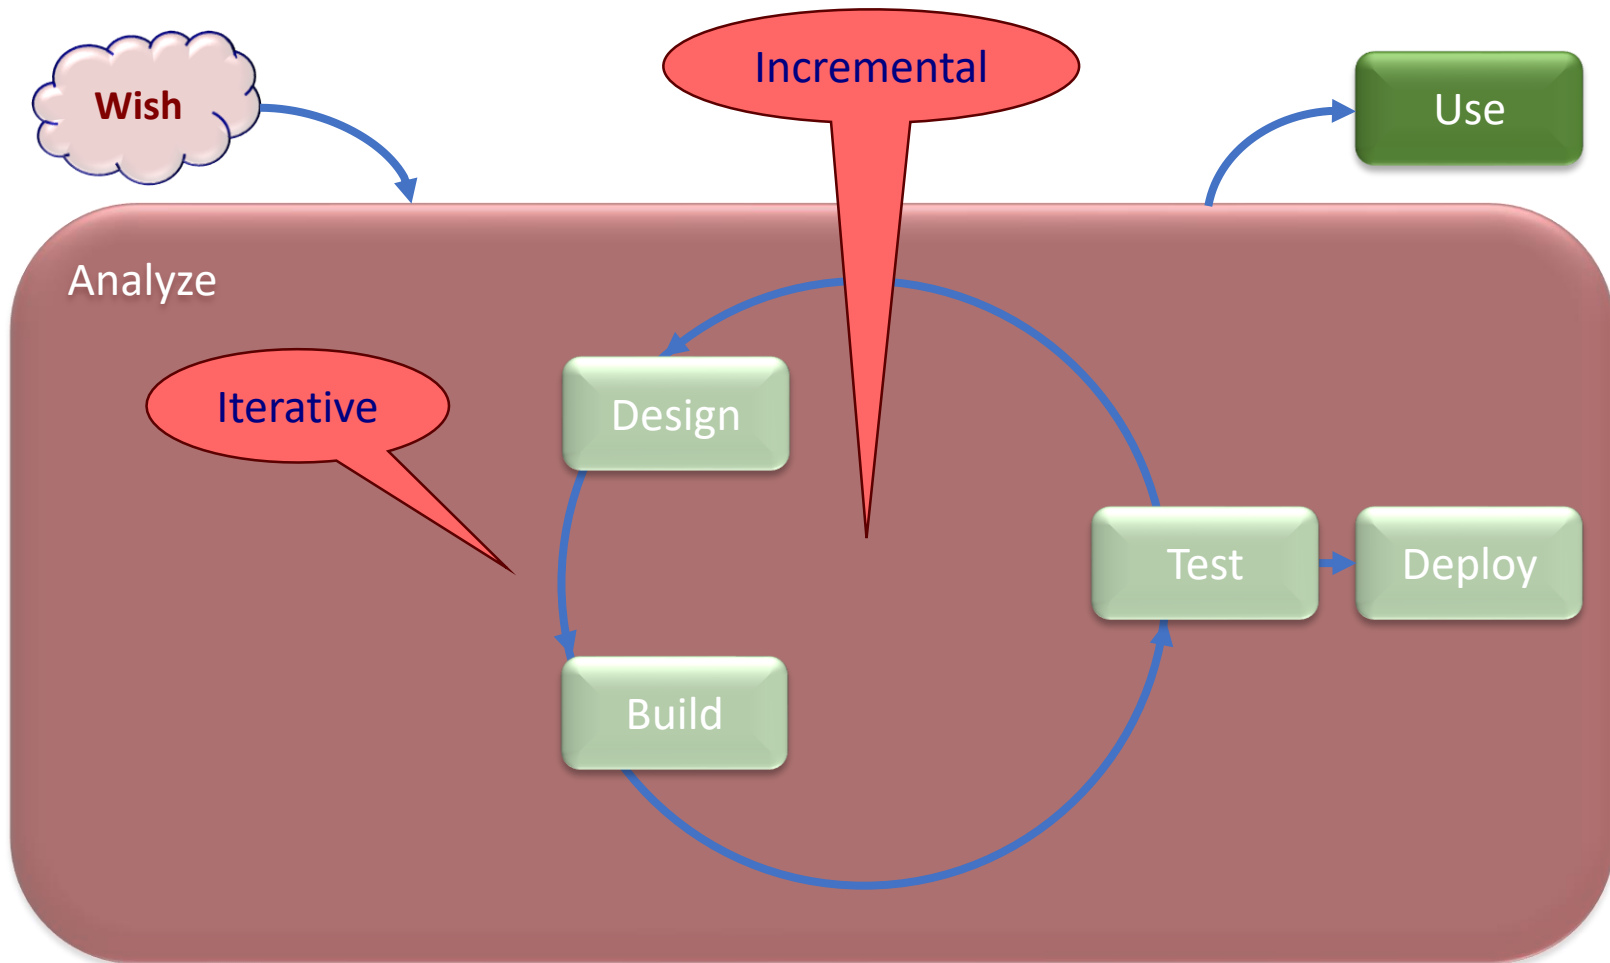 Wish
Incremental
Use
Analyze
Iterative
Design
Test
Deploy
Build